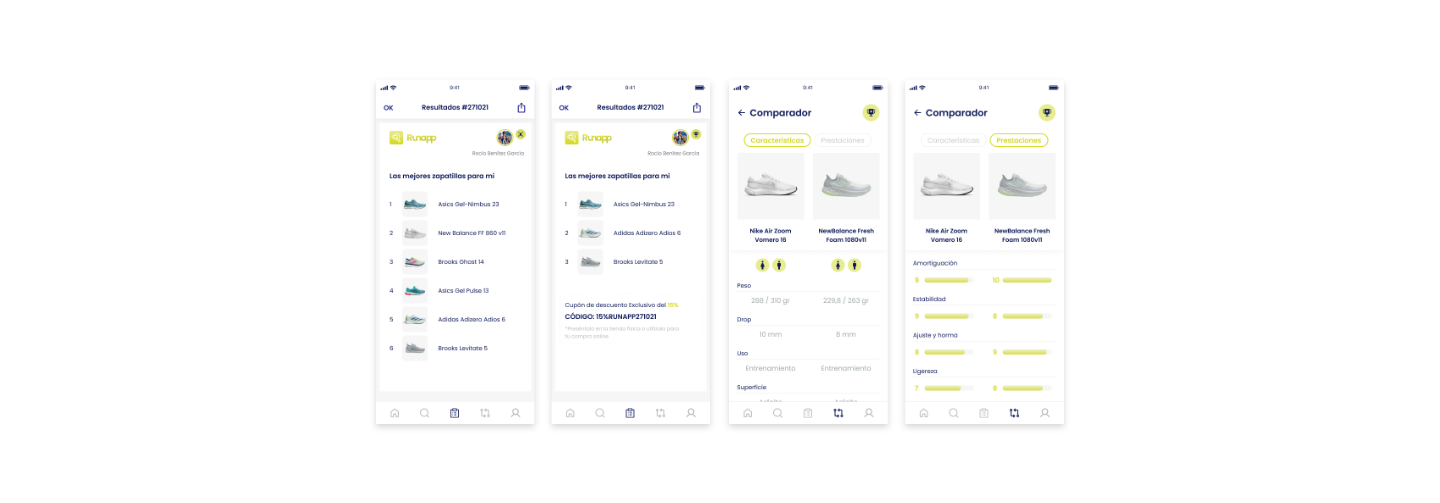 9:41
OK
Resultados #271021
Runapp
Rocío Benítez García
Las mejores zapatillas para mi
1 Asics Gel-Nimbus 23
2 New Balance FF 860 v11
3 Brooks Ghost 14
4 Asics Gel Pulse 13
5 Adidas Adizero Adios 6
6 Brooks Levitate 5
9:41
OK
Resultados #271021
Runapp
Rocío Benítez García
Las mejores zapatillas para mi
1 Asics Gel-Nimbus 23
2 Adidas Adizero Adios 6
3 Brooks Levitate 5
Cupón de descuento Exclusivo del 15%
CÓDIGO: 15%RUNAPP271021
*Preséntalo en la tienda física o utilízalo para
tu compra online.
9:41
Comparador
Características
Prestaciones
Nike Air Zoom
Vomero 16
NewBalance Fresh
Foam 1080v11
Peso
288 / 310 gr
229,8 / 263 gr
Drop
10 mm
8 mm
Uso
Entrenamiento
Entrenamiento
Superficie
Asfalto
Asfalto
9:41
Comparador
Características
Prestaciones
Nike Air Zoom
Vomero 16
NewBalance Fresh
Foam 1080v11
Amortiguación
9
10
Estabilidad
9
8
Ajuste y horma
8
9
Ligereza
7
8